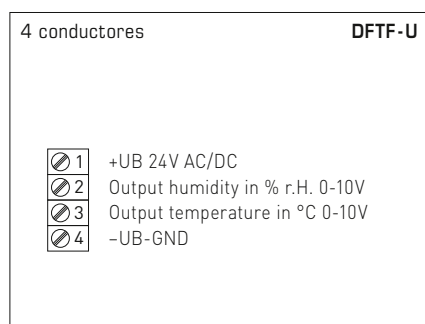 4 conductores DFTF-U
1 +UB 24V AC/DC
2 Output humidity in % r.H. 0-10V
3 Output temperature in °C 0-10V
4 –UB-GND